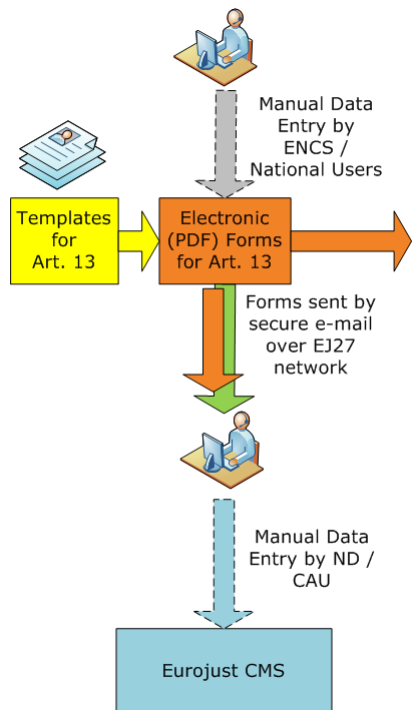 Manual Data
Entry by
ENCS /
National Users
Templates
for
Art. 13
Electronic
(PDF) Forms
for Art. 13
Forms sent by
secure e-mail
over EJ27
network
Manual Data
Entry by ND /
CAU
Eurojust CMS